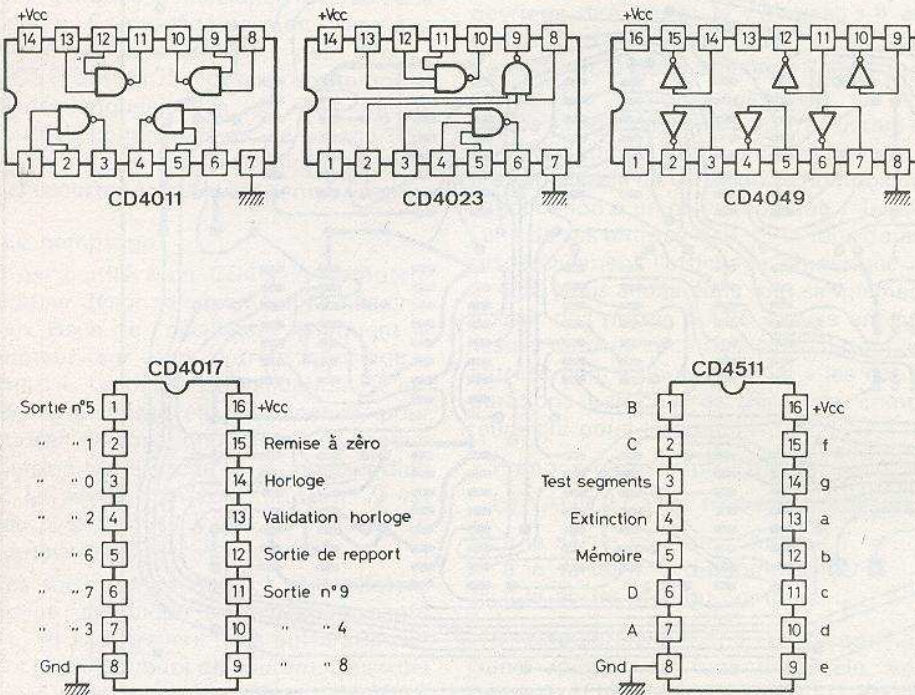 +Vcc
14 13 12 11 10 9 8
1 2 3 4 5 6 7
CD4011
+Vcc
14 13 12 11 10 9 8
1 2 3 4 5 6 7
CD4023
+Vcc
16 15 14 13 12 11 10 9
1 2 3 4 5 6 7 8
CD4049
CD4017
Sortie n°5 1 16 +Vcc
" " 1 2 15 Remise à zêro
" " 0 3 14 Horloge
" " 2 4 13 Validation horloge
" " 6 5 12 Sortie de repport
" " 7 6 11 Sortie n°9
" " 3 7 10 " " 4
Gnd 8 9 " " 8
CD4511
B 1 16 +Vcc
C 2 15 f
Test segments 3 14 g
Extinction 4 13 a
Mémoire 5 12 b
D 6 11 c
A 7 10 d
Gnd 8 9 e